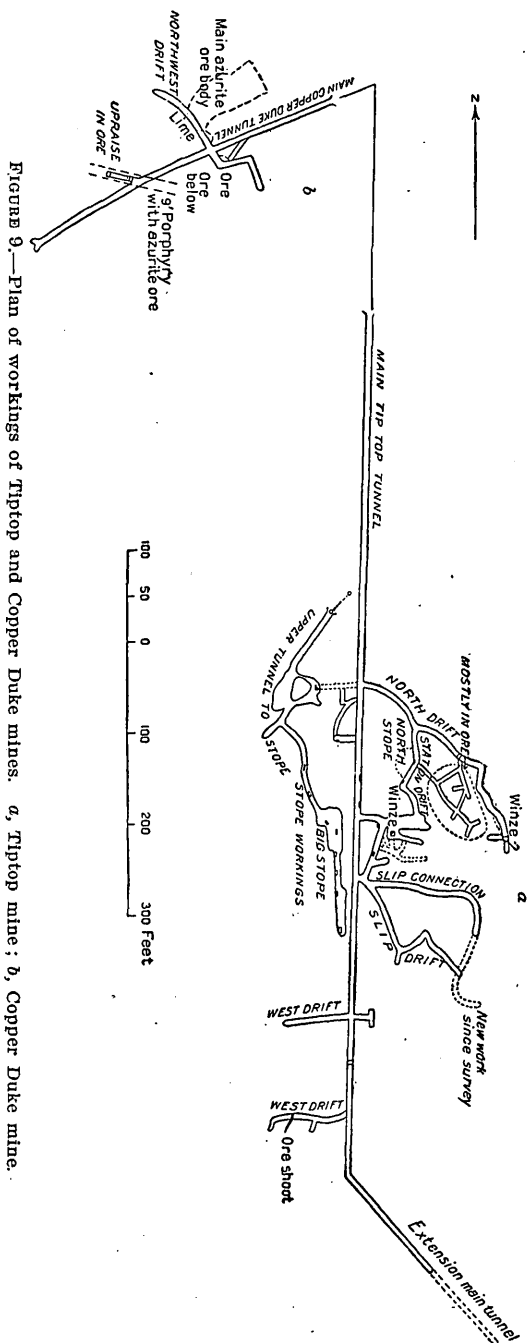 N
MAIN COPPER DUKE TUNNEL
Main azurite
ore body
NORTHWEST
DRIFT
Lime
Ore
Ore
below
UPRAISE
IN ORE
9' Porphyry
with azurite ore
b
MAIN TIP TOP TUNNEL
UPPER TUNNEL TO STOPE
STOPE WORKINGS
BIG STOPE
NORTH DRIFT
MOSTLY IN ORE
STATION DRIFT
NORTH
STOPE
Winze
Winze?
a
SLIP CONNECTION
SLIP DRIFT
New work
since survey
WEST DRIFT
WEST DRIFT
Ore shoot
Extension main tunnel
100 50 0 100 200 300 Feet
FIGURE 9.—Plan of workings of Tiptop and Copper Duke mines. a, Tiptop mine; b, Copper Duke mine.